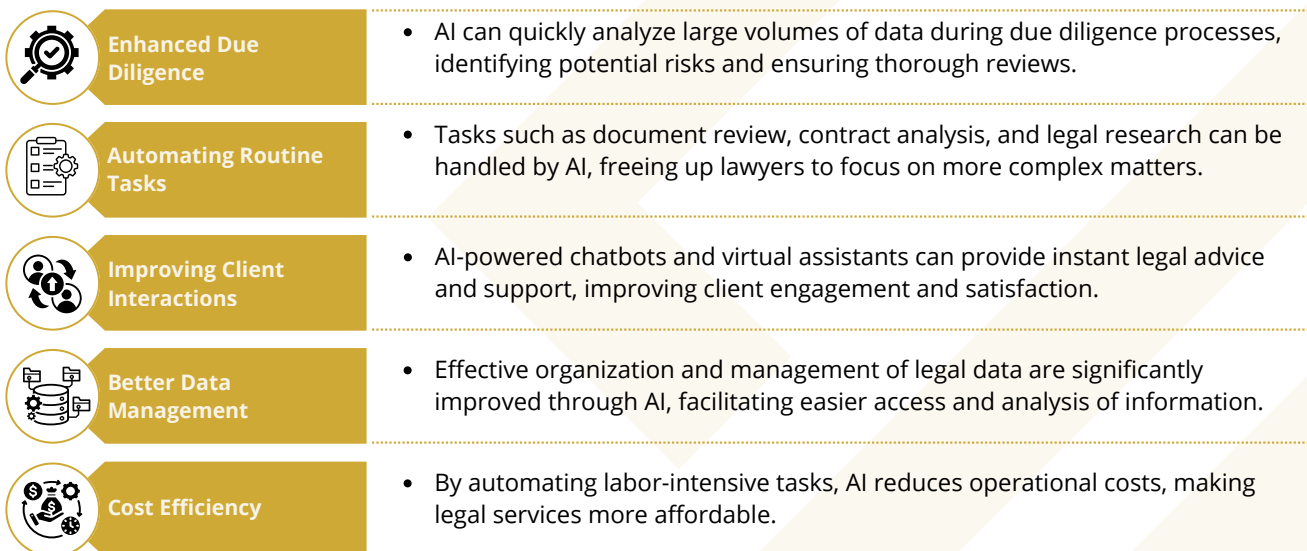 Enhanced Due
Diligence
• AI can quickly analyze large volumes of data during due diligence processes,
identifying potential risks and ensuring thorough reviews.
Automating Routine
Tasks
• Tasks such as document review, contract analysis, and legal research can be
handled by AI, freeing up lawyers to focus on more complex matters.
Improving Client
Interactions
• AI-powered chatbots and virtual assistants can provide instant legal advice
and support, improving client engagement and satisfaction.
Better Data
Management
• Effective organization and management of legal data are significantly
improved through AI, facilitating easier access and analysis of information.
Cost Efficiency
• By automating labor-intensive tasks, AI reduces operational costs, making
legal services more affordable.